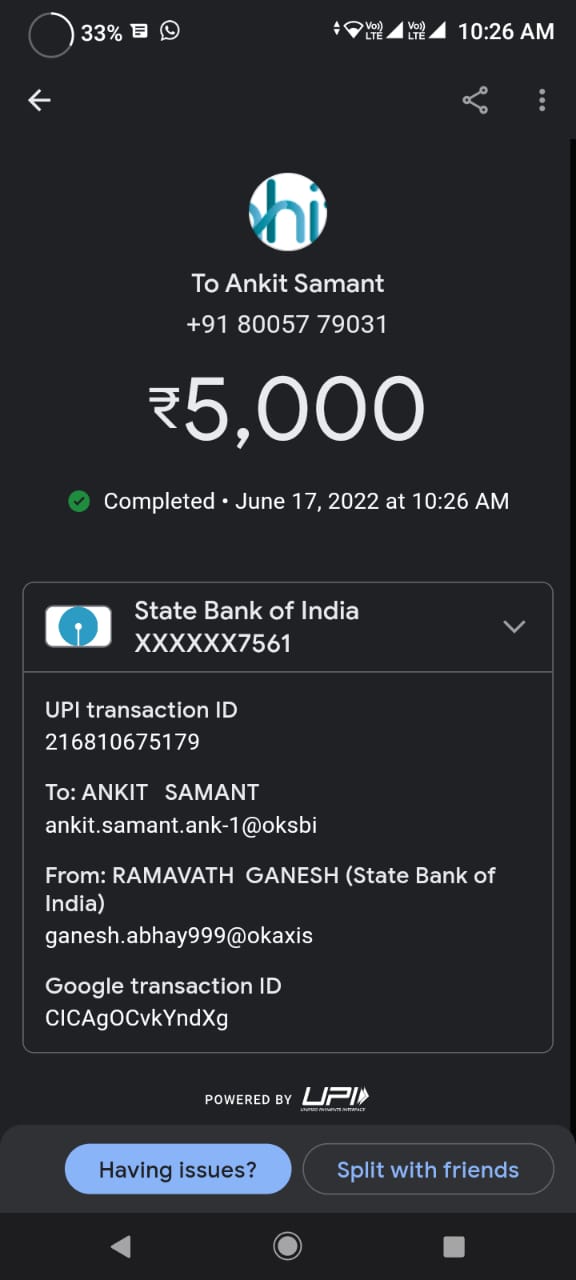 33%
Vo)) LTE Vo)) LTE 10:26 AM
hi
To Ankit Samant
+91 80057 79031
₹5,000
Completed • June 17, 2022 at 10:26 AM
State Bank of India
XXXXXX7561
UPI transaction ID
216810675179
To: ANKIT SAMANT
ankit.samant.ank-1@oksbi
From: RAMAVATH GANESH (State Bank of
India)
ganesh.abhay999@okaxis
Google transaction ID
CICAgOCvkYndXg
POWERED BY UPI
UNIFIED PAYMENTS INTERFACE
Having issues?
Split with friends